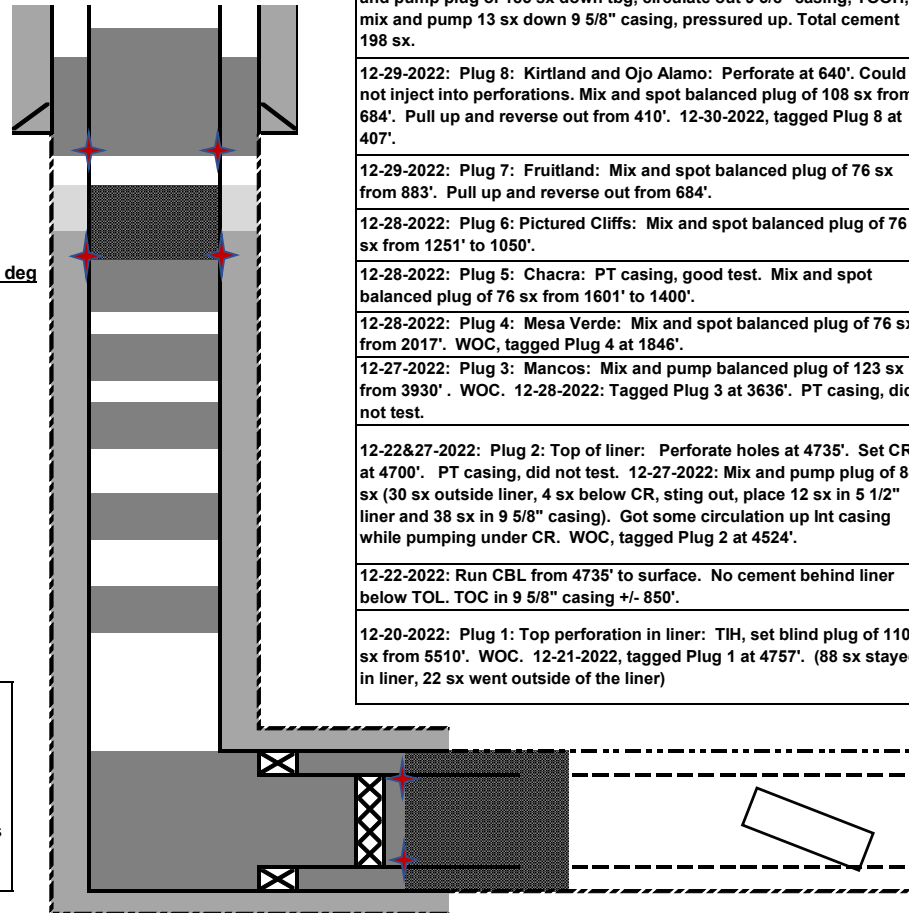 and pump plug of 185 sx down tbg, circulate out 9 5/8" casing, TOOH,
mix and pump 13 sx down 9 5/8" casing, pressured up. Total cement
198 sx.
12-29-2022: Plug 8: Kirtland and Ojo Alamo: Perforate at 640'. Could
not inject into perforations. Mix and spot balanced plug of 108 sx from
684'. Pull up and reverse out from 410'. 12-30-2022, tagged Plug 8 at
407'.
12-29-2022: Plug 7: Fruitland: Mix and spot balanced plug of 76 sx
from 883'. Pull up and reverse out from 684'.
12-28-2022: Plug 6: Pictured Cliffs: Mix and spot balanced plug of 76
sx from 1251' to 1050'.
deg
12-28-2022: Plug 5: Chacra: PT casing, good test. Mix and spot
balanced plug of 76 sx from 1601' to 1400'.
12-28-2022: Plug 4: Mesa Verde: Mix and spot balanced plug of 76 sx
from 2017'. WOC, tagged Plug 4 at 1846'.
12-27-2022: Plug 3: Mancos: Mix and pump balanced plug of 123 sx
from 3930' . WOC. 12-28-2022: Tagged Plug 3 at 3636'. PT casing, did
not test.
12-22&27-2022: Plug 2: Top of liner: Perforate holes at 4735'. Set CR
at 4700'. PT casing, did not test. 12-27-2022: Mix and pump plug of 8
sx (30 sx outside liner, 4 sx below CR, sting out, place 12 sx in 5 1/2"
liner and 38 sx in 9 5/8" casing). Got some circulation up Int casing
while pumping under CR. WOC, tagged Plug 2 at 4524'.
12-22-2022: Run CBL from 4735' to surface. No cement behind liner
below TOL. TOC in 9 5/8" casing +/- 850'.
12-20-2022: Plug 1: Top perforation in liner: TIH, set blind plug of 110
sx from 5510'. WOC. 12-21-2022, tagged Plug 1 at 4757'. (88 sx stayed
in liner, 22 sx went outside of the liner)
s